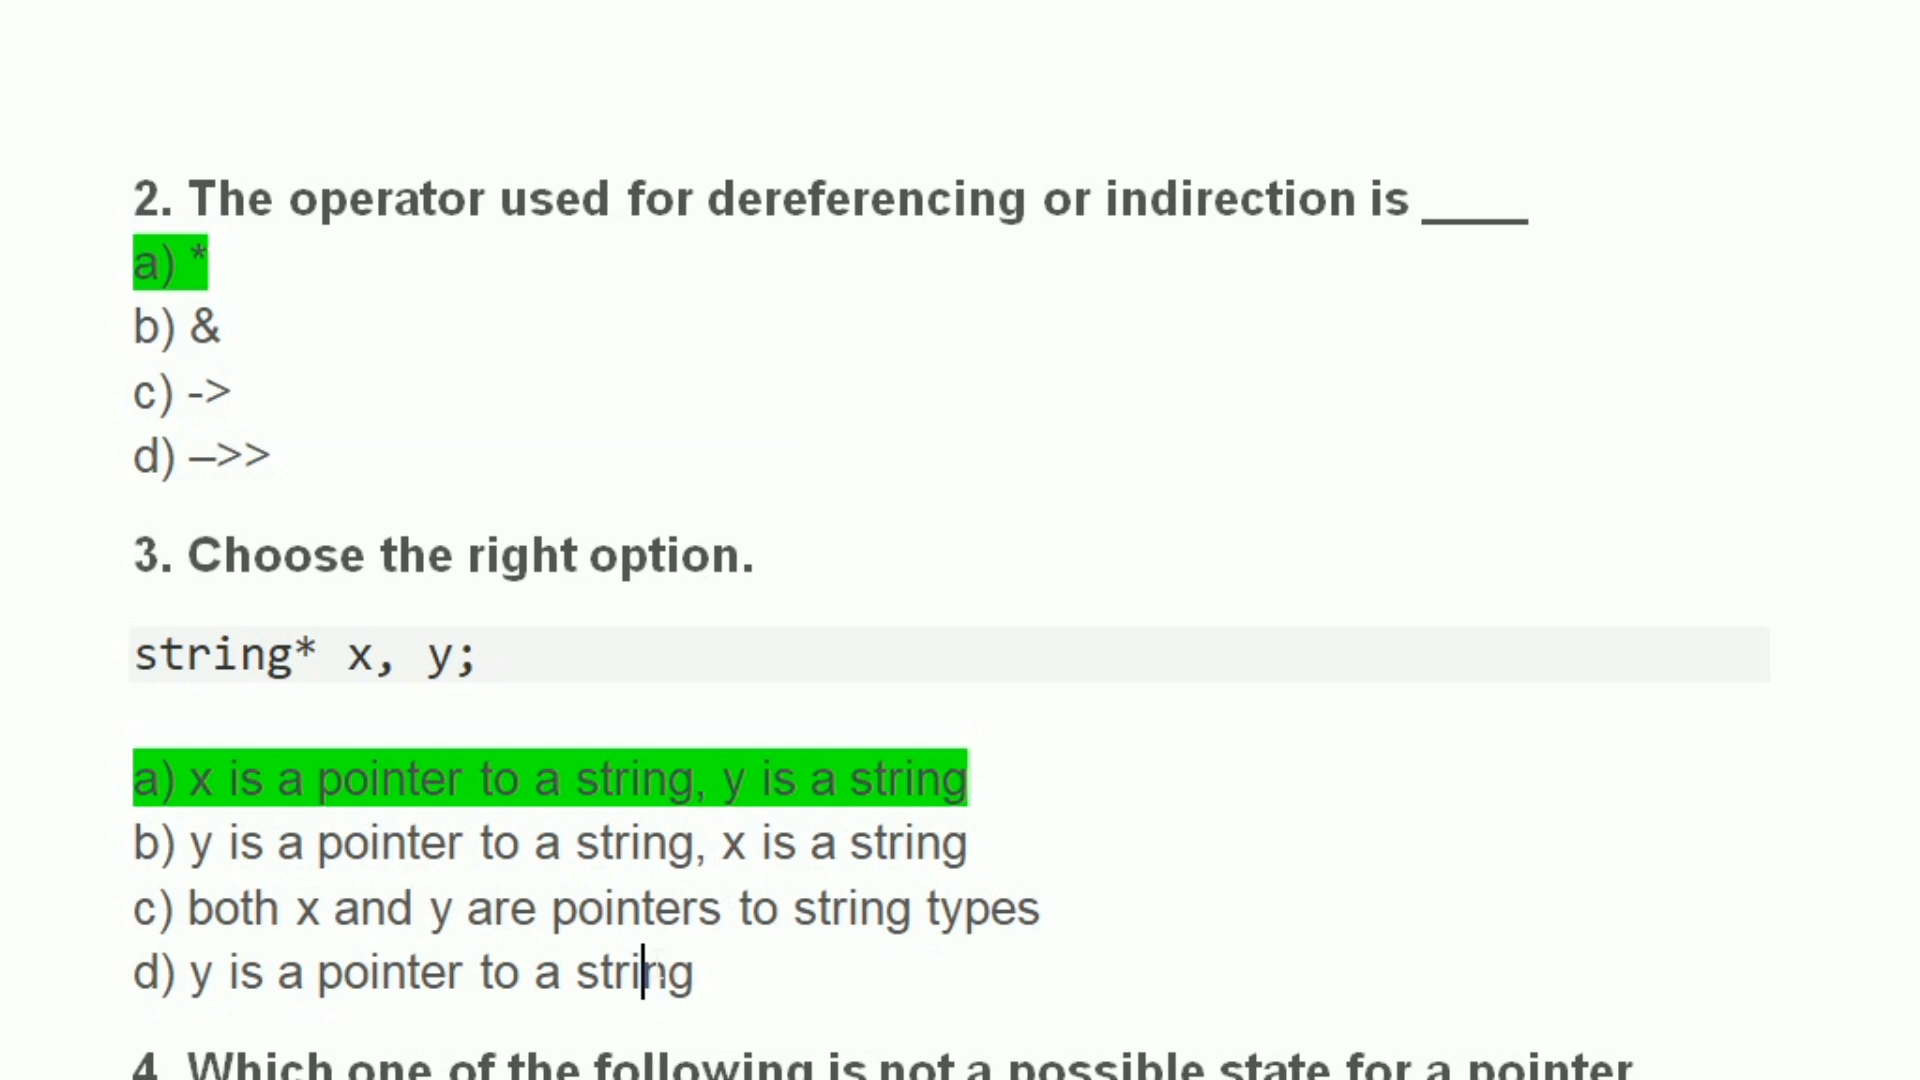 2. The operator used for dereferencing or indirection is ____
a) *
b) &
c) ->
d) –>>
3. Choose the right option.
string* x, y;
a) x is a pointer to a string, y is a string
b) y is a pointer to a string, x is a string
c) both x and y are pointers to string types
d) y is a pointer to a string
4. Which one of the following is not a possible state for a pointer